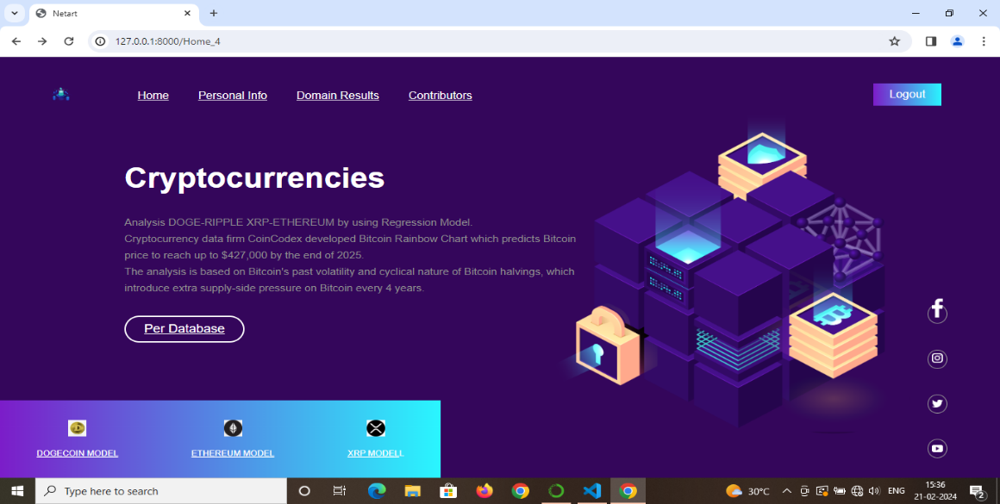 Netart
127.0.0.1:8000/Home_4
Home Personal Info Domain Results Contributors Logout
Cryptocurrencies
Analysis DOGE-RIPPLE XRP-ETHEREUM by using Regression Model.
Cryptocurrency data firm CoinCodex developed Bitcoin Rainbow Chart which predicts Bitcoin
price to reach up to $427,000 by the end of 2025.
The analysis is based on Bitcoin's past volatility and cyclical nature of Bitcoin halvings, which
introduce extra supply-side pressure on Bitcoin every 4 years.
Per Database
DOGECOIN MODEL ETHEREUM MODEL XRP MODELL
Type here to search 30°C ENG 15:36
21-02-2024 2